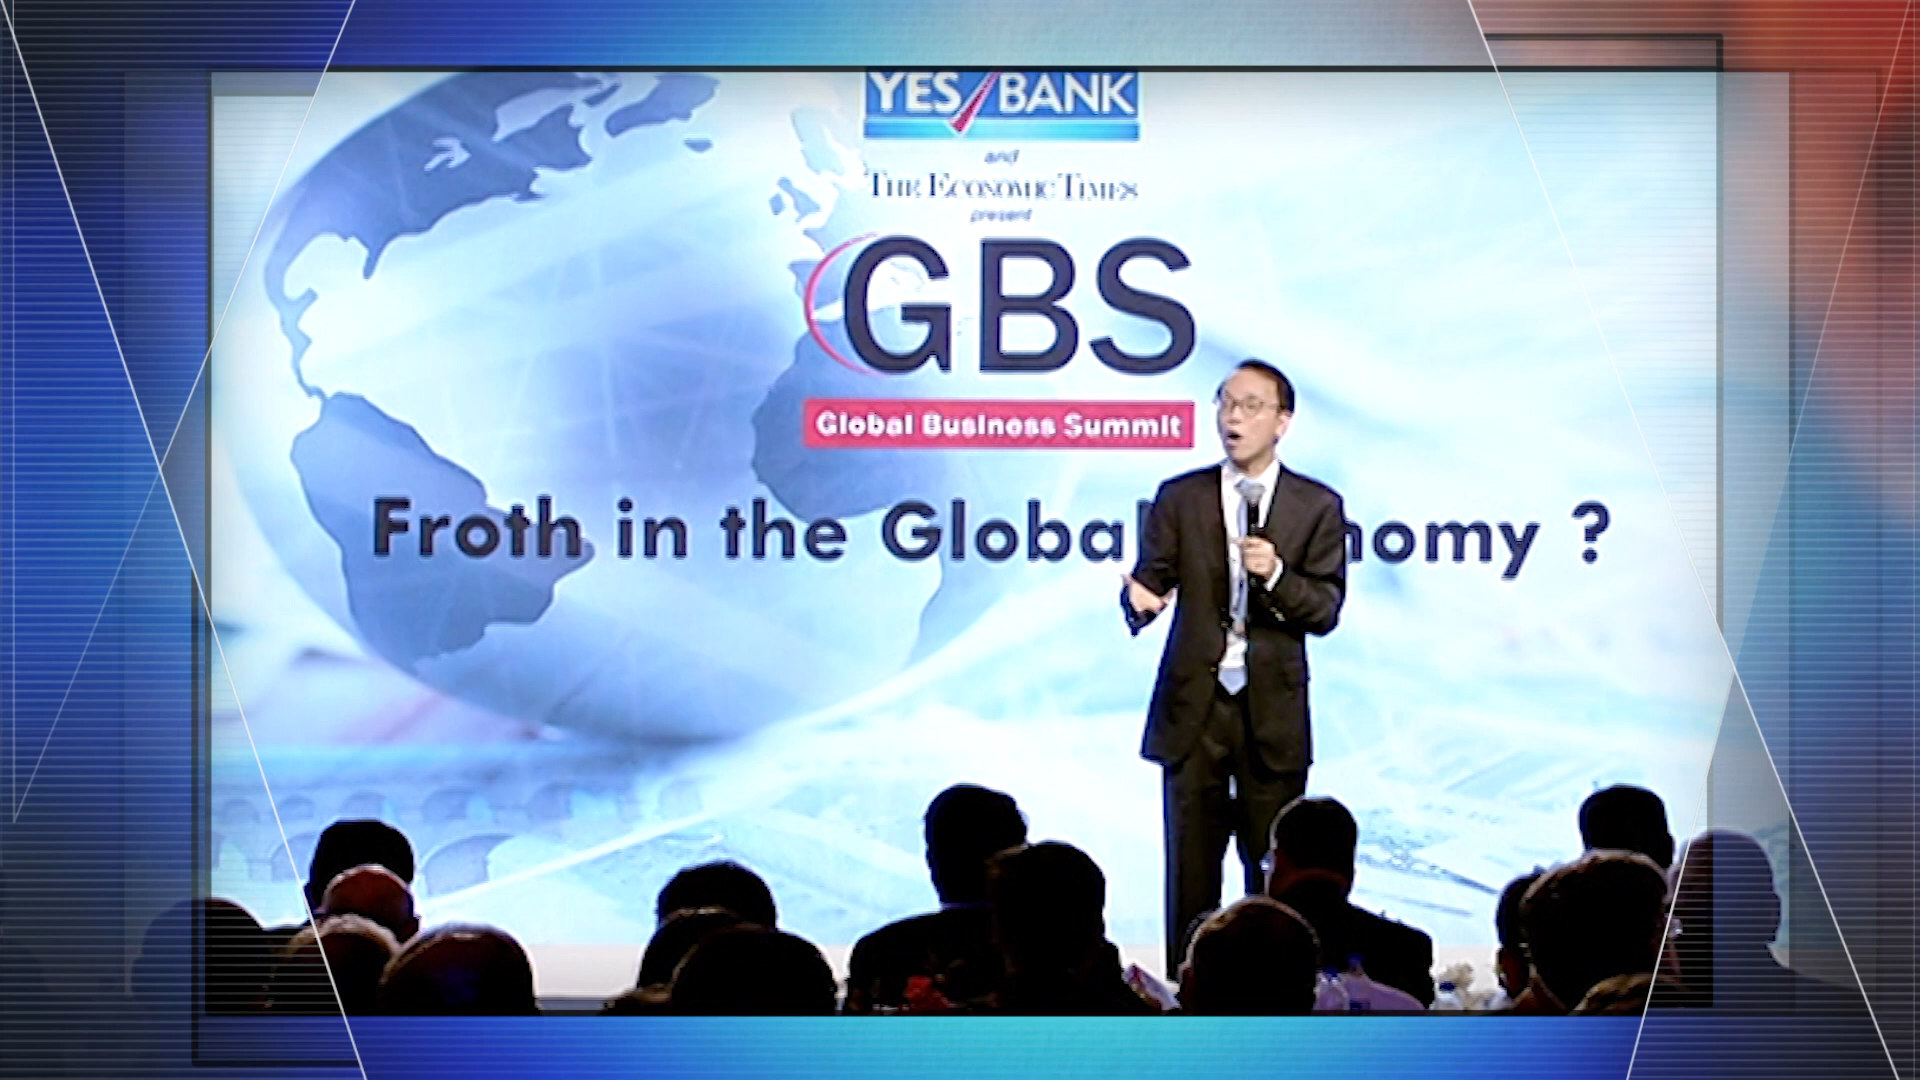 YES BANK
and
THE ECONOMIC TIMES
present
GBS
Global Business Summit
Froth in the Global nomy ?